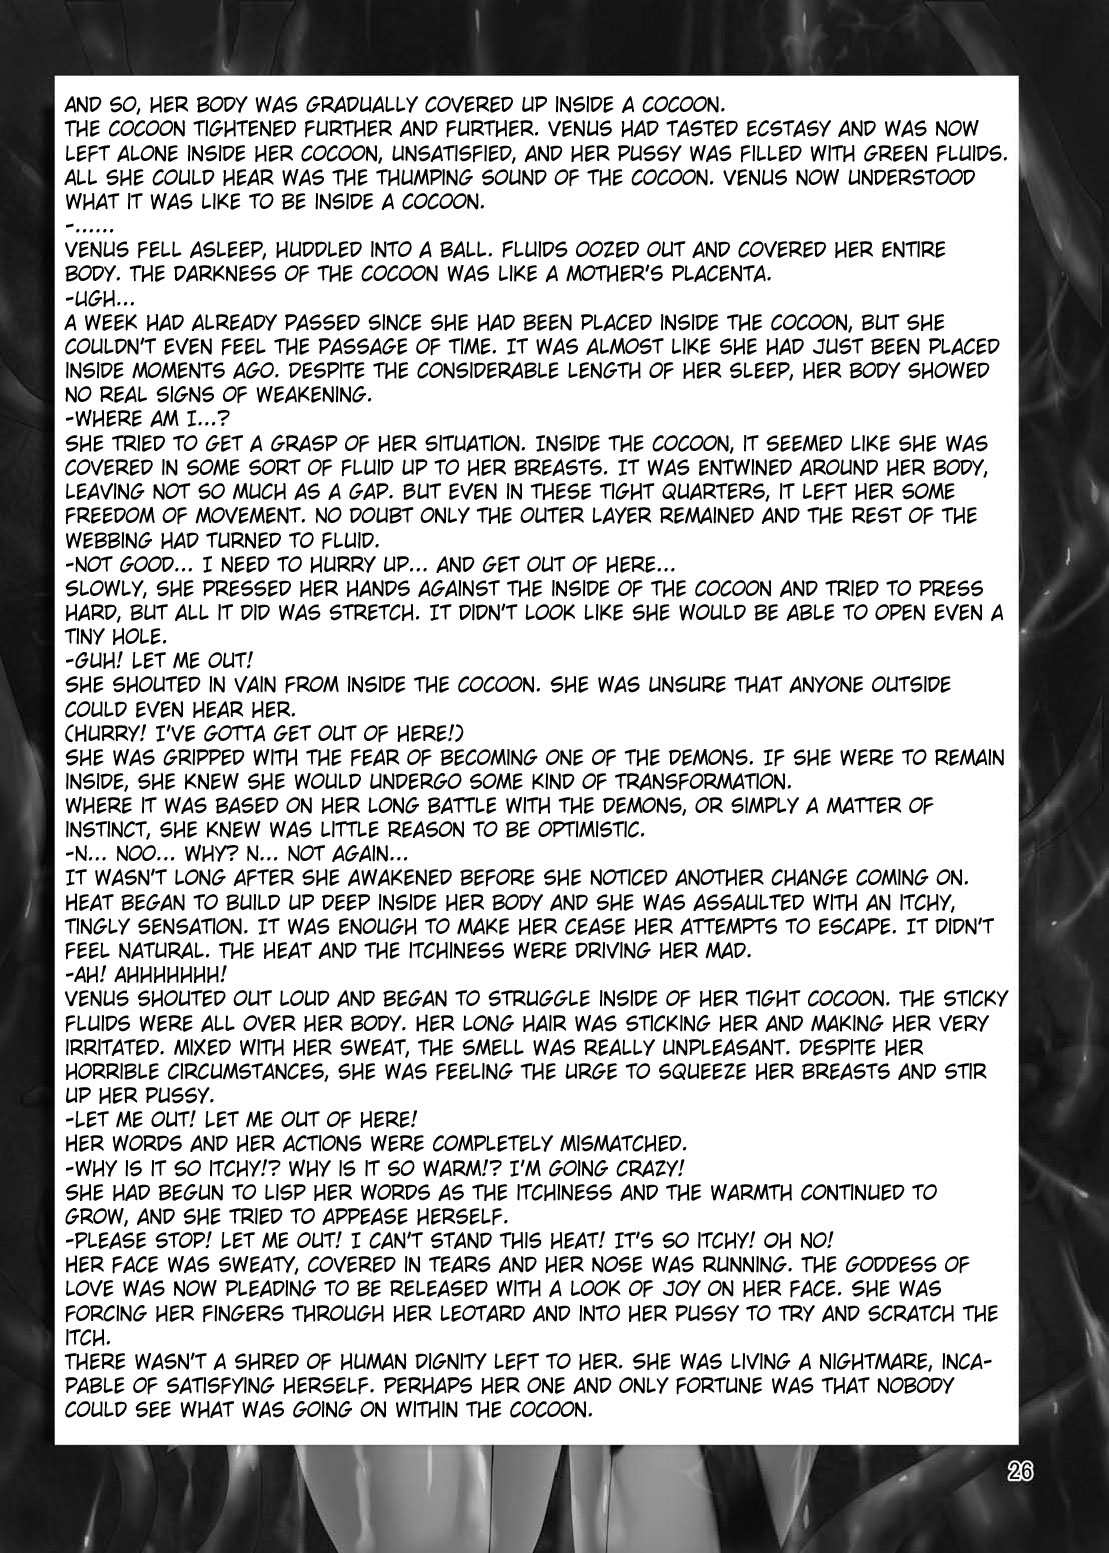 AND SO, HER BODY WAS GRADUALLY COVERED UP INSIDE A COCOON.
THE COCOON TIGHTENED FURTHER AND FURTHER. VENUS HAD TASTED ECSTASY AND WAS NOW
LEFT ALONE INSIDE HER COCOON, UNSATISFIED, AND HER PUSSY WAS FILLED WITH GREEN FLUIDS.
ALL SHE COULD HEAR WAS THE THUMPING SOUND OF THE COCOON. VENUS NOW UNDERSTOOD
WHAT IT WAS LIKE TO BE INSIDE A COCOON.
-......
VENUS FELL ASLEEP, HUDDLED INTO A BALL. FLUIDS OOZED OUT AND COVERED HER ENTIRE
BODY. THE DARKNESS OF THE COCOON WAS LIKE A MOTHER'S PLACENTA.
-UGH...
A WEEK HAD ALREADY PASSED SINCE SHE HAD BEEN PLACED INSIDE THE COCOON, BUT SHE
COULDN'T EVEN FEEL THE PASSAGE OF TIME. IT WAS ALMOST LIKE SHE HAD JUST BEEN PLACED
INSIDE MOMENTS AGO. DESPITE THE CONSIDERABLE LENGTH OF HER SLEEP, HER BODY SHOWED
NO REAL SIGNS OF WEAKENING.
-WHERE AM I...?
SHE TRIED TO GET A GRASP OF HER SITUATION. INSIDE THE COCOON, IT SEEMED LIKE SHE WAS
COVERED IN SOME SORT OF FLUID UP TO HER BREASTS. IT WAS ENTWINED AROUND HER BODY,
LEAVING NOT SO MUCH AS A GAP. BUT EVEN IN THESE TIGHT QUARTERS, IT LEFT HER SOME
FREEDOM OF MOVEMENT. NO DOUBT ONLY THE OUTER LAYER REMAINED AND THE REST OF THE
WEBBING HAD TURNED TO FLUID.
-NOT GOOD... I NEED TO HURRY UP... AND GET OUT OF HERE...
SLOWLY, SHE PRESSED HER HANDS AGAINST THE INSIDE OF THE COCOON AND TRIED TO PRESS
HARD, BUT ALL IT DID WAS STRETCH. IT DIDN'T LOOK LIKE SHE WOULD BE ABLE TO OPEN EVEN A
TINY HOLE.
-GUH! LET ME OUT!
SHE SHOUTED IN VAIN FROM INSIDE THE COCOON. SHE WAS UNSURE THAT ANYONE OUTSIDE
COULD EVEN HEAR HER.
(HURRY! I'VE GOTTA GET OUT OF HERE!)
SHE WAS GRIPPED WITH THE FEAR OF BECOMING ONE OF THE DEMONS. IF SHE WERE TO REMAIN
INSIDE, SHE KNEW SHE WOULD UNDERGO SOME KIND OF TRANSFORMATION.
WHERE IT WAS BASED ON HER LONG BATTLE WITH THE DEMONS, OR SIMPLY A MATTER OF
INSTINCT, SHE KNEW WAS LITTLE REASON TO BE OPTIMISTIC.
-N... NOO... WHY? N... NOT AGAIN...
IT WASN'T LONG AFTER SHE AWAKENED BEFORE SHE NOTICED ANOTHER CHANGE COMING ON.
HEAT BEGAN TO BUILD UP DEEP INSIDE HER BODY AND SHE WAS ASSAULTED WITH AN ITCHY,
TINGLY SENSATION. IT WAS ENOUGH TO MAKE HER CEASE HER ATTEMPTS TO ESCAPE. IT DIDN'T
FEEL NATURAL. THE HEAT AND THE ITCHINESS WERE DRIVING HER MAD.
-AH! AHHHHHHH!
VENUS SHOUTED OUT LOUD AND BEGAN TO STRUGGLE INSIDE OF HER TIGHT COCOON. THE STICKY
FLUIDS WERE ALL OVER HER BODY. HER LONG HAIR WAS STICKING HER AND MAKING HER VERY
IRRITATED. MIXED WITH HER SWEAT, THE SMELL WAS REALLY UNPLEASANT. DESPITE HER
HORRIBLE CIRCUMSTANCES, SHE WAS FEELING THE URGE TO SQUEEZE HER BREASTS AND STIR
UP HER PUSSY.
-LET ME OUT! LET ME OUT OF HERE!
HER WORDS AND HER ACTIONS WERE COMPLETELY MISMATCHED.
-WHY IS IT SO ITCHY!? WHY IS IT SO WARM!? I'M GOING CRAZY!
SHE HAD BEGUN TO LISP HER WORDS AS THE ITCHINESS AND THE WARMTH CONTINUED TO
GROW, AND SHE TRIED TO APPEASE HERSELF.
-PLEASE STOP! LET ME OUT! I CAN'T STAND THIS HEAT! IT'S SO ITCHY! OH NO!
HER FACE WAS SWEATY, COVERED IN TEARS AND HER NOSE WAS RUNNING. THE GODDESS OF
LOVE WAS NOW PLEADING TO BE RELEASED WITH A LOOK OF JOY ON HER FACE. SHE WAS
FORCING HER FINGERS THROUGH HER LEOTARD AND INTO HER PUSSY TO TRY AND SCRATCH THE
ITCH.
THERE WASN'T A SHRED OF HUMAN DIGNITY LEFT TO HER. SHE WAS LIVING A NIGHTMARE, INCA-
PABLE OF SATISFYING HERSELF. PERHAPS HER ONE AND ONLY FORTUNE WAS THAT NOBODY
COULD SEE WHAT WAS GOING ON WITHIN THE COCOON.
26